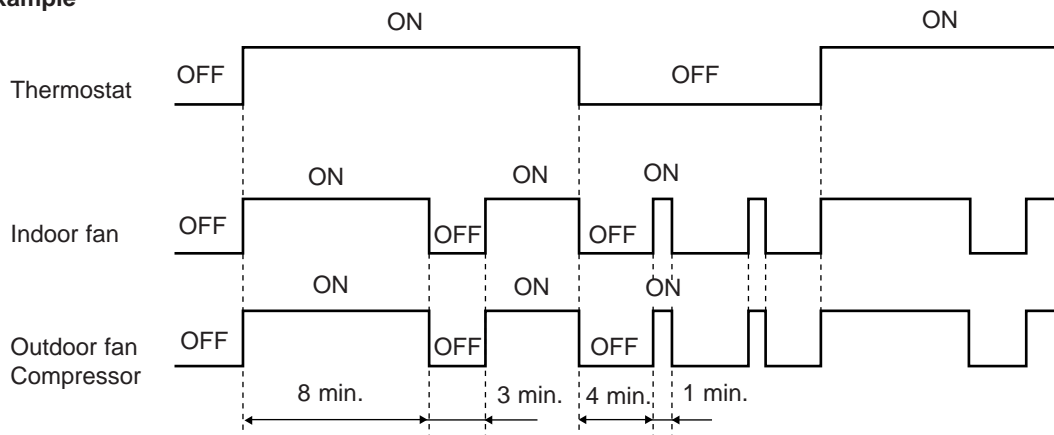 ON
ON
Thermostat
OFF
OFF
ON
ON
ON
Indoor fan
OFF
OFF
OFF
ON
ON
ON
Outdoor fan
Compressor
OFF
OFF
OFF
8 min.
3 min.
4 min.
1 min.